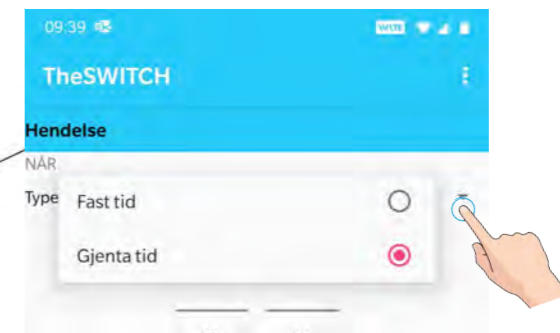 09:39
TheSWITCH
Hendelse
NÅR
Type
Fast tid
Gjenta tid